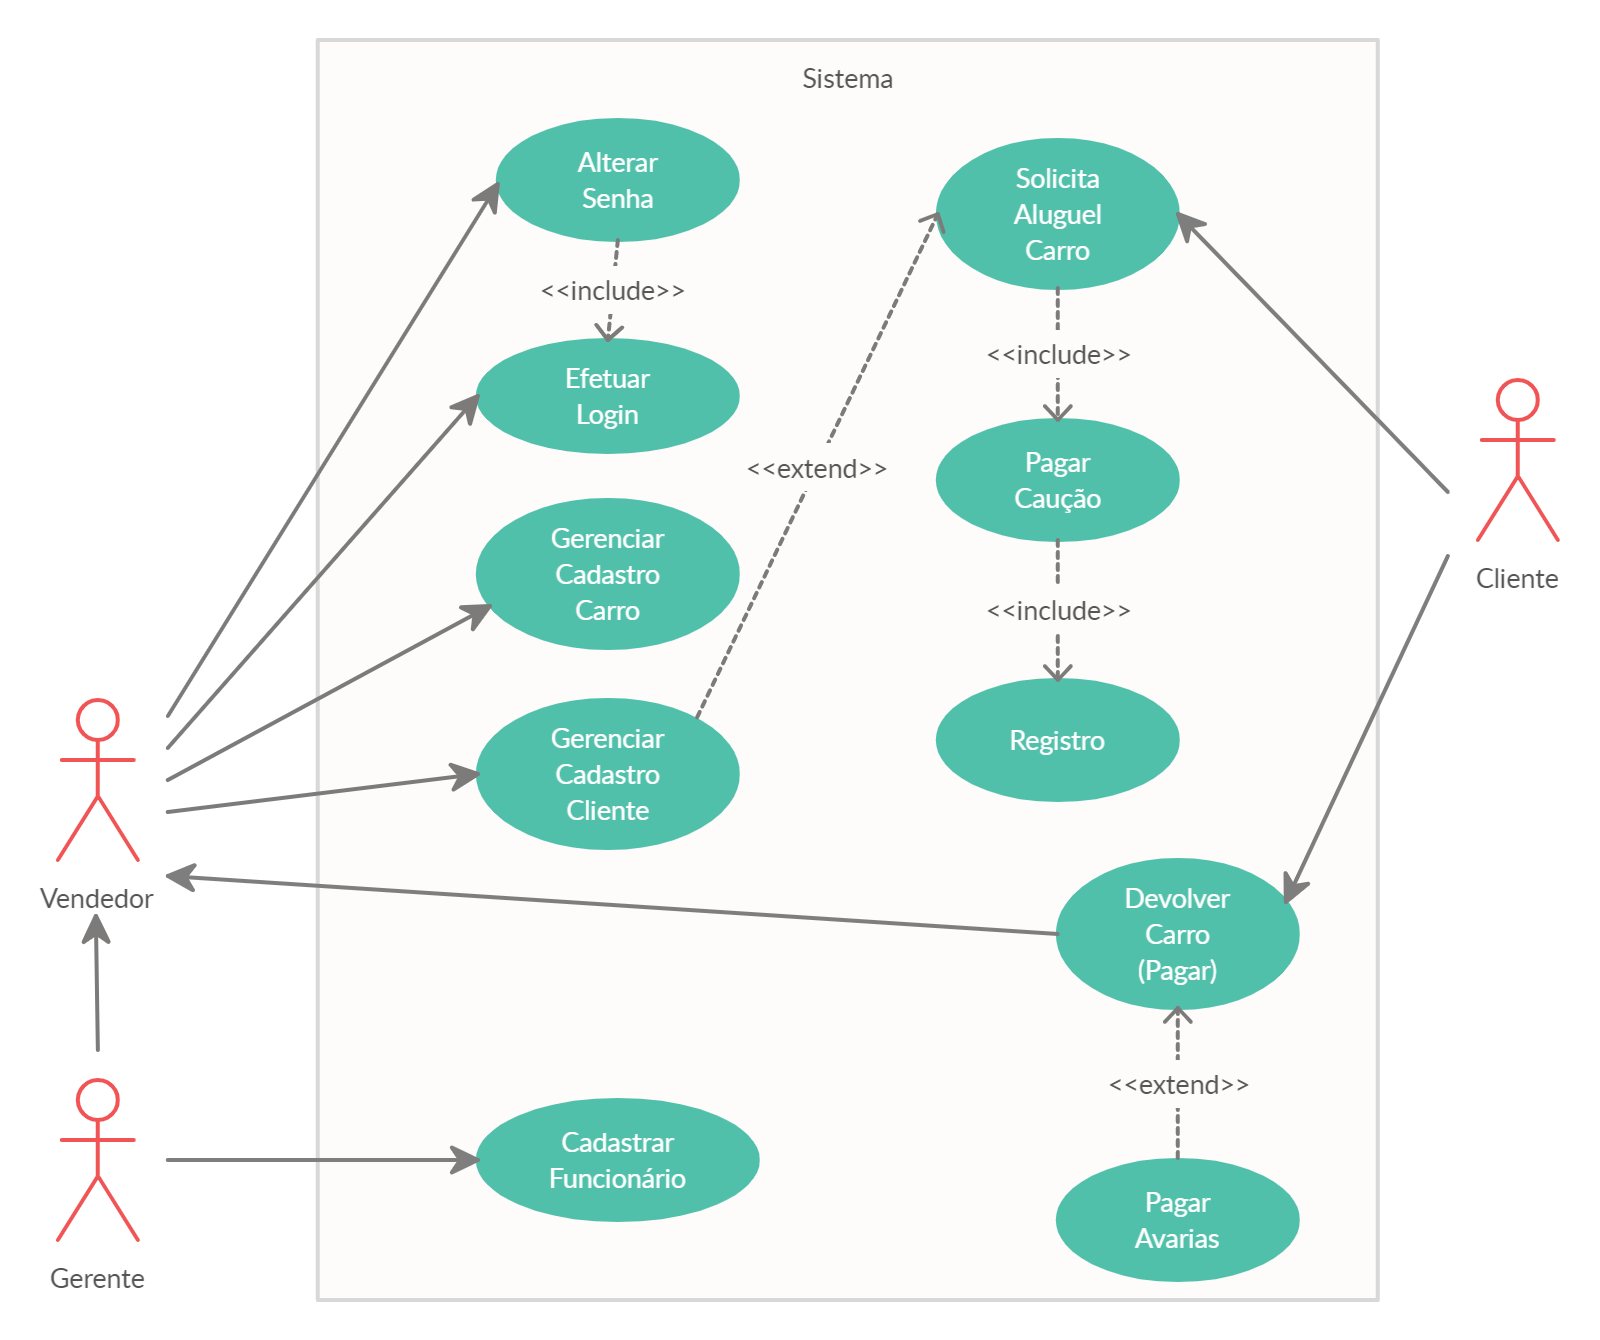 Sistema
Alterar
Senha
<<include>>
Efetuar
Login
Gerenciar
Cadastro
Carro
Gerenciar
Cadastro
Cliente
<<extend>>
Solicita
Aluguel
Carro
<<include>>
Pagar
Caução
<<include>>
Registro
Devolver
Carro
(Pagar)
<<extend>>
Pagar
Avarias
Cadastrar
Funcionário
Vendedor
Gerente
Cliente